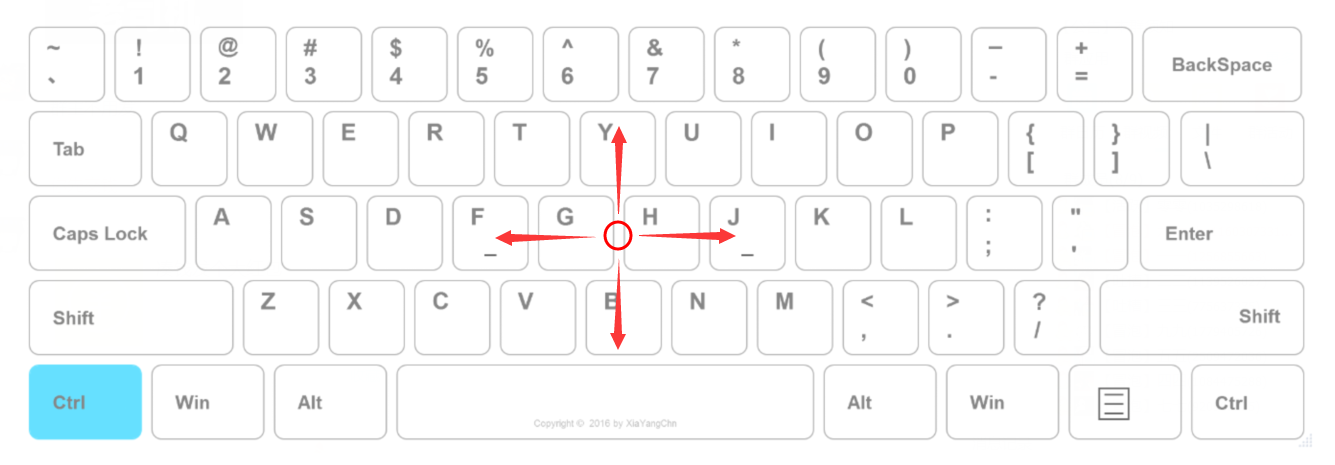 ~ ! @ # $ % ^ & * ( ) — +
、 1 2 3 4 5 6 7 8 9 0 - = BackSpace
Tab Q W E R T Y U I O P { } |
[ ] \
Caps Lock A S D F G H J K L : " Enter
_ _ ; '
Shift Z X C V B N M < > ? Shift
, . /
Ctrl Win Alt Alt Win Ctrl
Copyright © 2016 by XiaYangChn